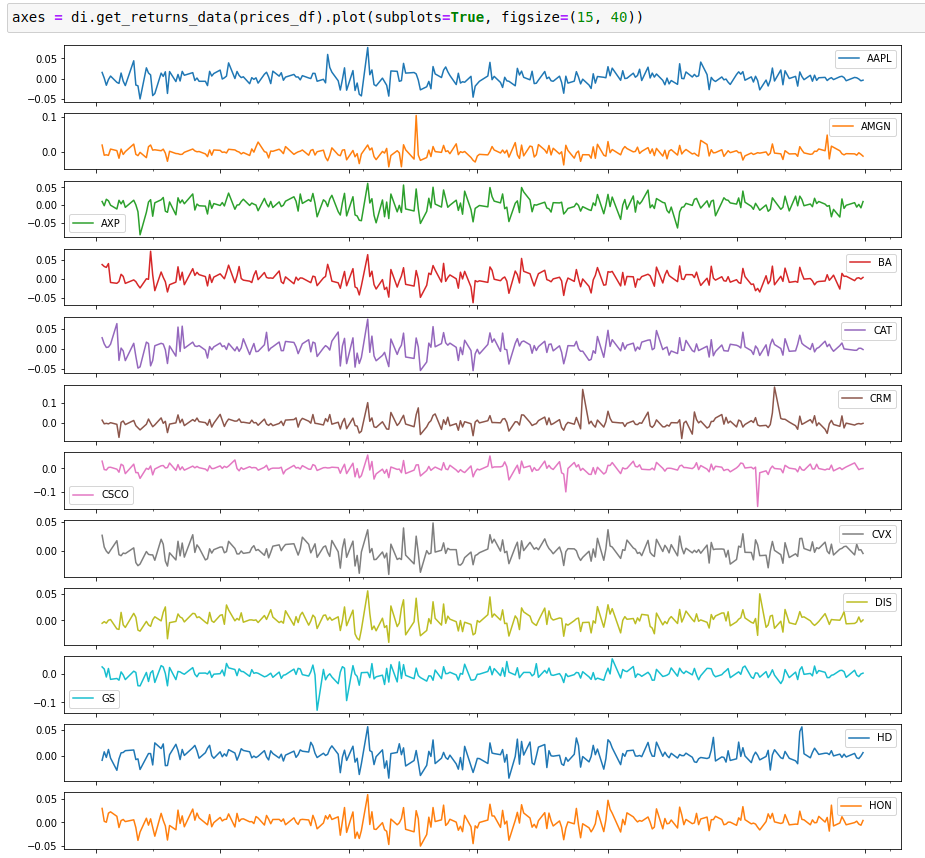 axes = di.get_returns_data(prices_df).plot(subplots=True, figsize=(15, 40))
0.05
0.00
−0.05
AAPL
0.1
0.0
AMGN
0.05
0.00
−0.05
AXP
0.05
0.00
−0.05
BA
0.05
0.00
−0.05
CAT
0.1
0.0
CRM
0.0
−0.1
CSCO
0.05
0.00
CVX
0.05
0.00
DIS
0.0
−0.1
GS
0.05
0.00
HD
0.05
0.00
−0.05
HON